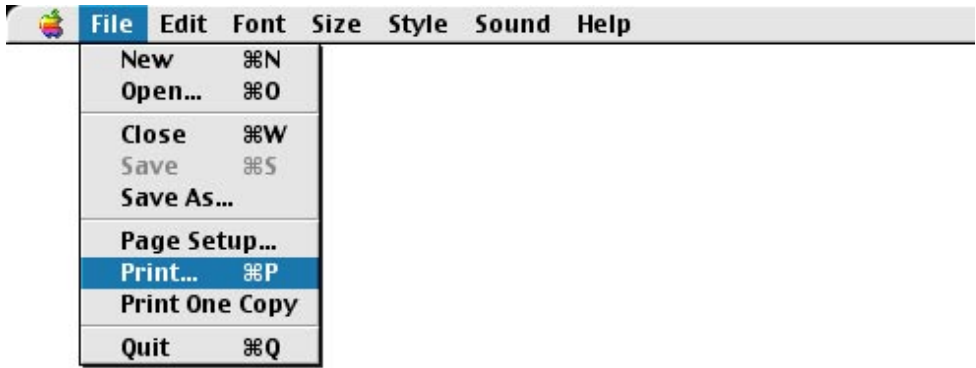 File Edit Font Size Style Sound Help
New ⌘N
Open... ⌘O
Close ⌘W
Save ⌘S
Save As...
Page Setup...
Print... ⌘P
Print One Copy
Quit ⌘Q